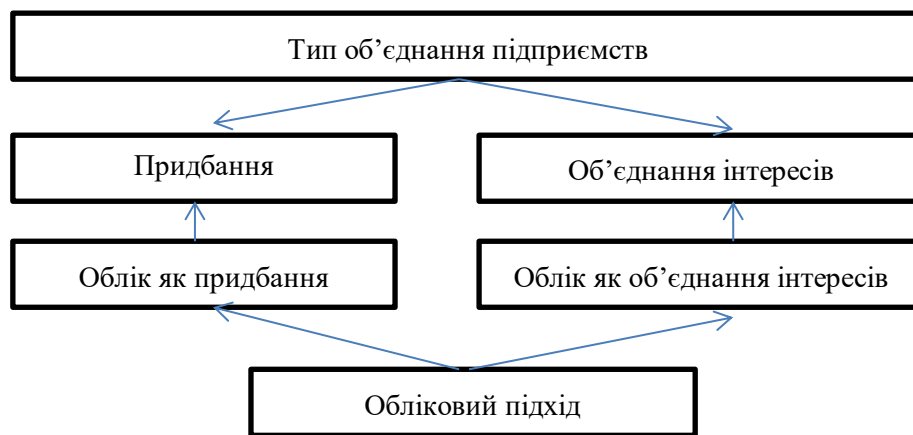 Тип об’єднання підприємств
Придбання
Об’єднання інтересів
Облік як придбання
Облік як об’єднання інтересів
Обліковий підхід